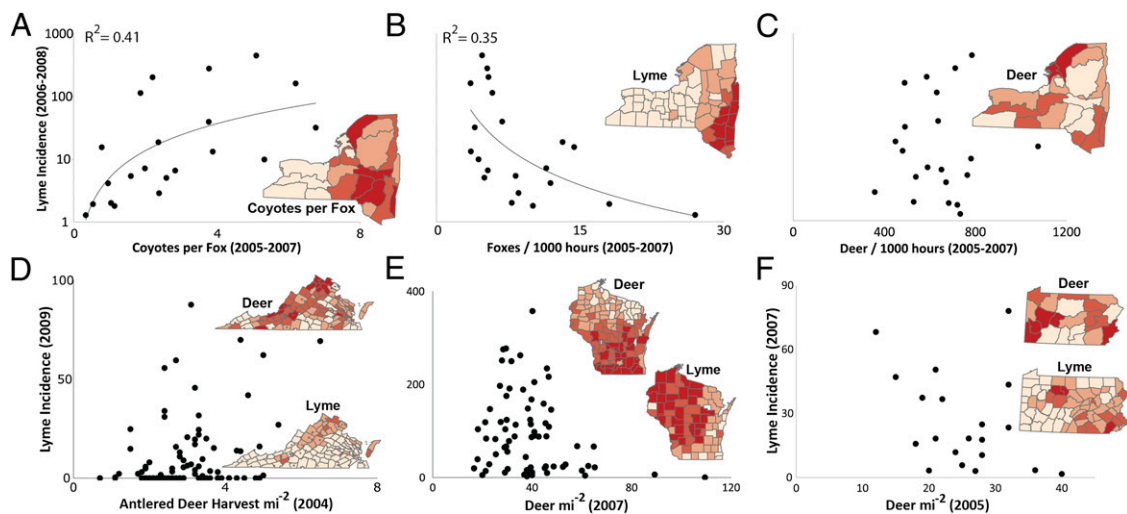 A
R² = 0.41
Lyme Incidence (2006-2008)
1000
100
10
1
0
4
8
Coyotes per Fox
Coyotes per Fox (2005-2007)
B
R² = 0.35
Lyme
0
15
30
Foxes / 1000 hours (2005-2007)
C
Deer
0
400
800
1200
Deer / 1000 hours (2005-2007)
D
Lyme Incidence (2009)
100
50
0
Deer
Lyme
0
4
8
Antlered Deer Harvest mi⁻² (2004)
E
400
200
0
Deer
Lyme
0
40
80
120
Deer mi⁻² (2007)
F
Lyme Incidence (2007)
90
60
30
0
Deer
Lyme
0
20
40
Deer mi⁻² (2005)